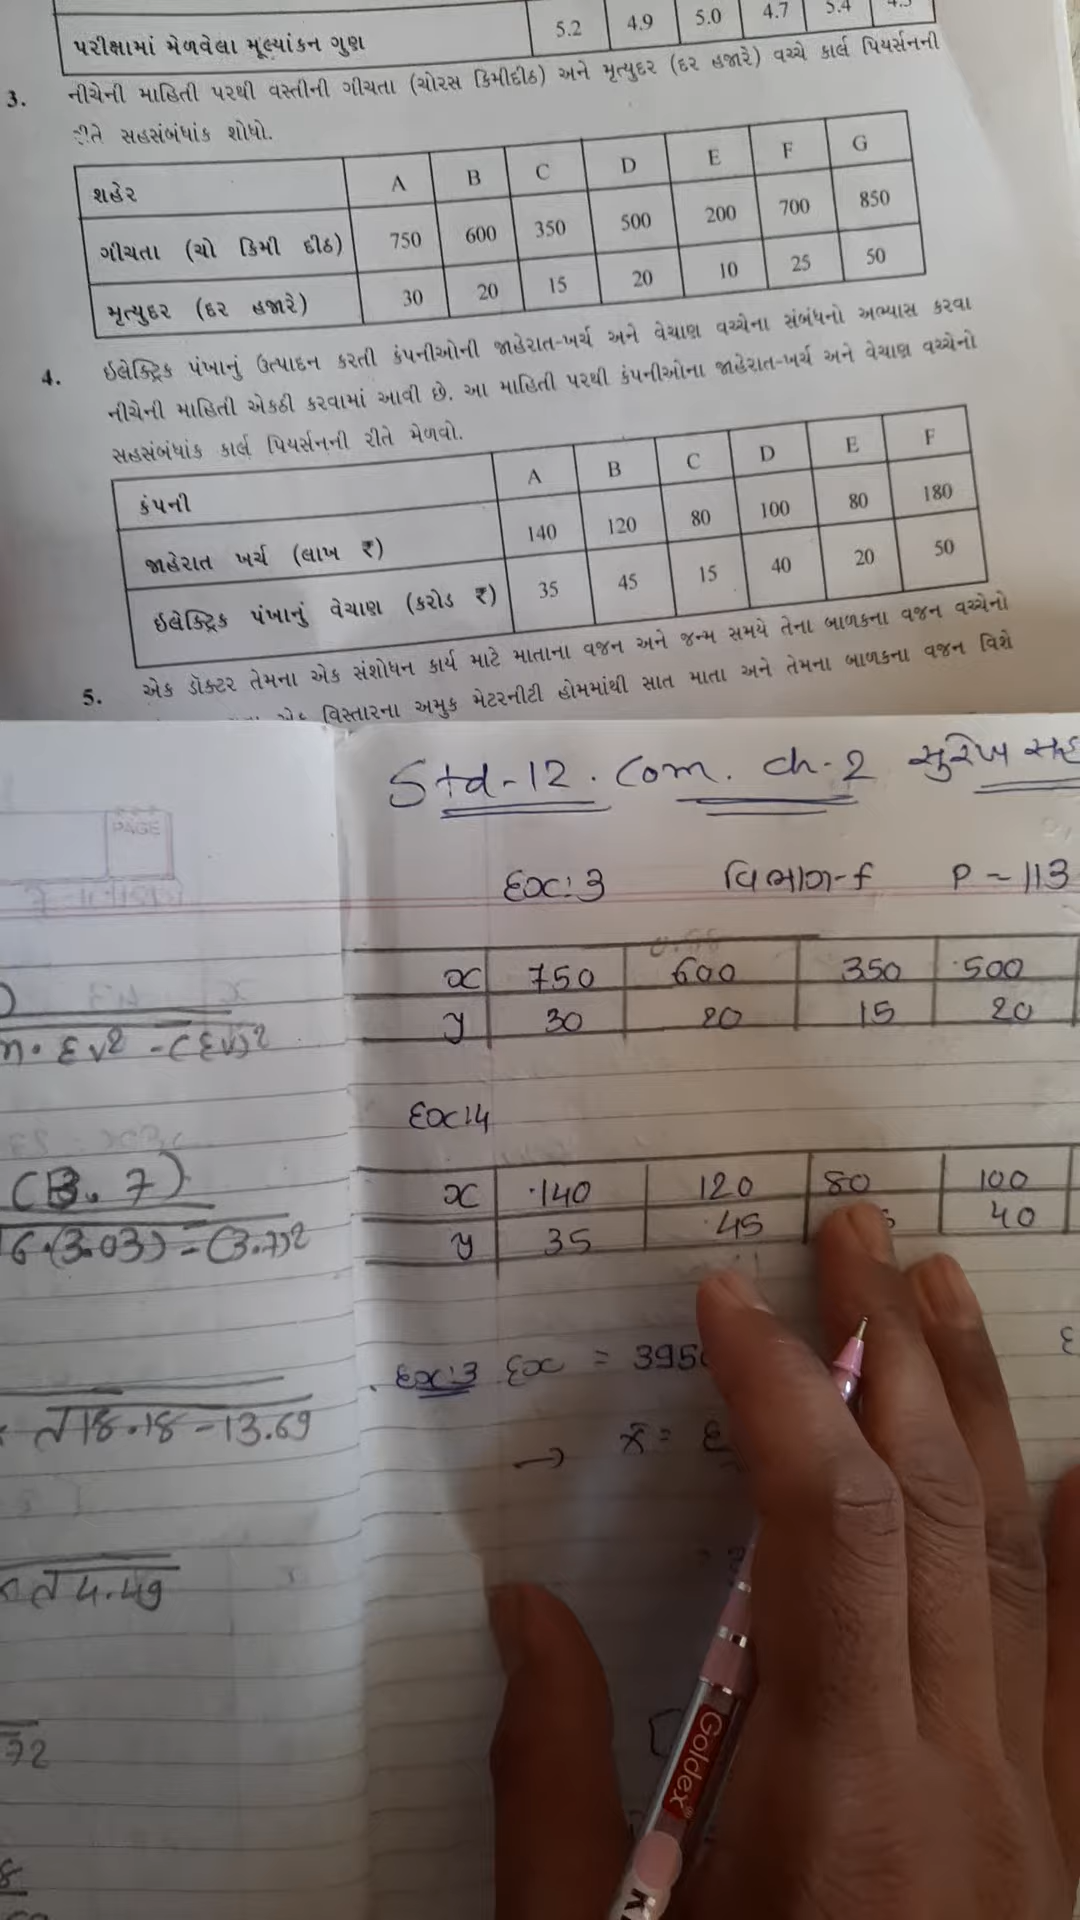 5.2 4.9 5.0 4.7 5.4
પરીક્ષામાં મેળવેલા મૂલ્યાંકન ગુણ
3. નીચેની માહિતી પરથી વસ્તીની ગીચતા (ચોરસ કિમીદીઠ) અને મૃત્યુદર (દર હજારે) વચ્ચે કાર્લ પિયર્સનની
રીતે સહસંબંધાંક શોધો.
શહેર A B C D E F G
ગીચતા (ચો કિમી દીઠ) 750 600 350 500 200 700 850
મૃત્યુદર (દર હજારે) 30 20 15 20 10 25 50
4. ઇલેક્ટ્રિક પંખાનું ઉત્પાદન કરતી કંપનીઓની જાહેરાત-ખર્ચ અને વેચાણ વચ્ચેના સંબંધનો અભ્યાસ કરવા
નીચેની માહિતી એકઠી કરવામાં આવી છે. આ માહિતી પરથી કંપનીઓના જાહેરાત-ખર્ચ અને વેચાણ વચ્ચેનો
સહસંબંધાંક કાર્લ પિયર્સનની રીતે મેળવો.
કંપની A B C D E F
જાહેરાત ખર્ચ (લાખ ₹) 140 120 80 100 80 180
ઇલેક્ટ્રિક પંખાનું વેચાણ (કરોડ ₹) 35 45 15 40 20 50
5. એક ડૉક્ટર તેમના એક સંશોધન કાર્ય માટે માતાના વજન અને જન્મ સમયે તેના બાળકના વજન વચ્ચેનો
વિસ્તારના અમુક મેટરનીટી હોમમાંથી સાત માતા અને તેમના બાળકના વજન વિશે
Std-12. Com. ch-2 સુરેખ સહ
PAGE
Ex:3 વિભાગ-f P-113
x 750 600 350 500
y 30 20 15 20
n·Σv² -(Σv)²
Ex:4
(3.7)
x 140 120 80 100
y 35 45 40
6·(3.03)-(3.7)²
Ex:3 Σx = 395
√18.18-13.69
→ x̄ = Σ
√4.49
72
8
Goldex